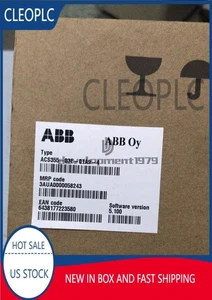 CLEOPLC
CLEOPLC
ABB
ABB Oy
Type
MRP code
3AUA0000058243
EAN code
6438177223580
Software version
5.100
HOT SALE
US STOCK
NEW IN BOX AND FAST SHIPPING